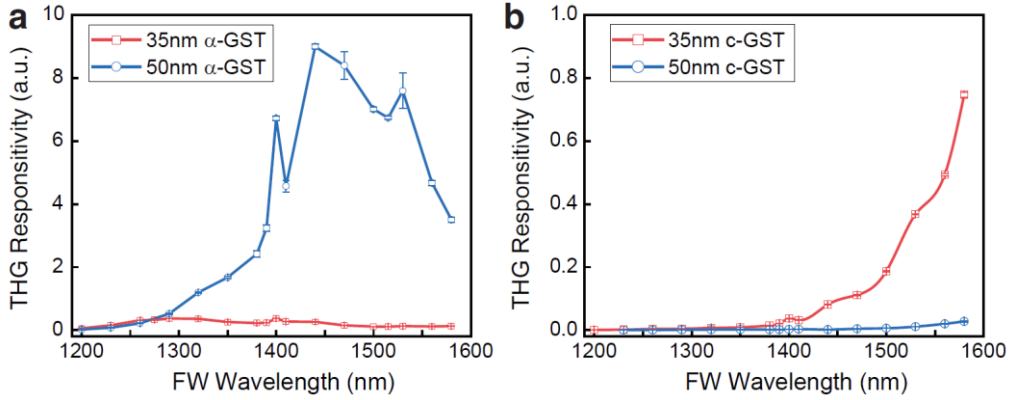 a
THG Responsitivity (a.u.)
10
8
6
4
2
0
35nm α-GST
50nm α-GST
1200 1300 1400 1500 1600
FW Wavelength (nm)
b
THG Responsitivity (a.u.)
1.0
0.8
0.6
0.4
0.2
0.0
35nm c-GST
50nm c-GST
1200 1300 1400 1500 1600
FW Wavelength (nm)